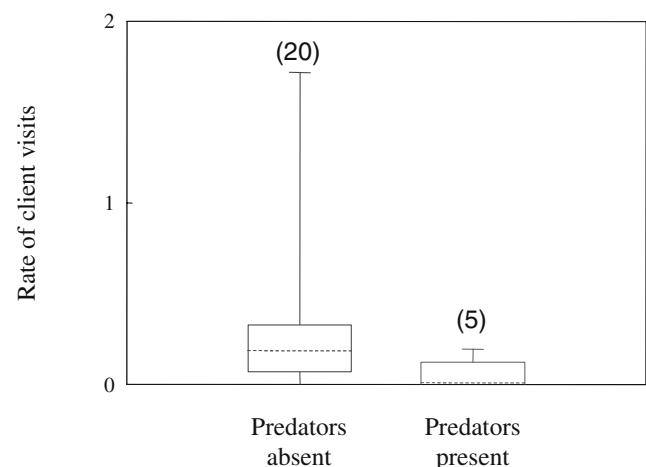 2
(20)
Rate of client visits
1
(5)
0
Predators Predators
absent present